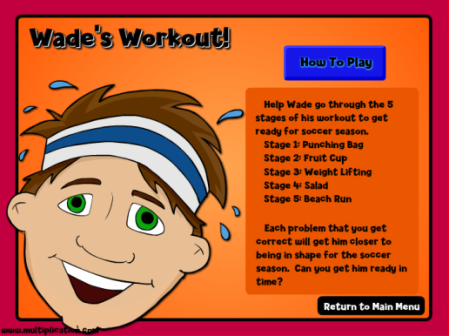 Wade's Workout!
How To Play
Help Wade go through the 5
stages of his workout to get
ready for soccer season.
Stage 1: Punching Bag
Stage 2: Fruit Cup
Stage 3: Weight Lifting
Stage 4: Salad
Stage 5: Beach Run
Each problem that you get
correct will get him closer to
being in shape for the soccer
season. Can you get him ready in
time?
Return to Main Menu
www.multiplication.com